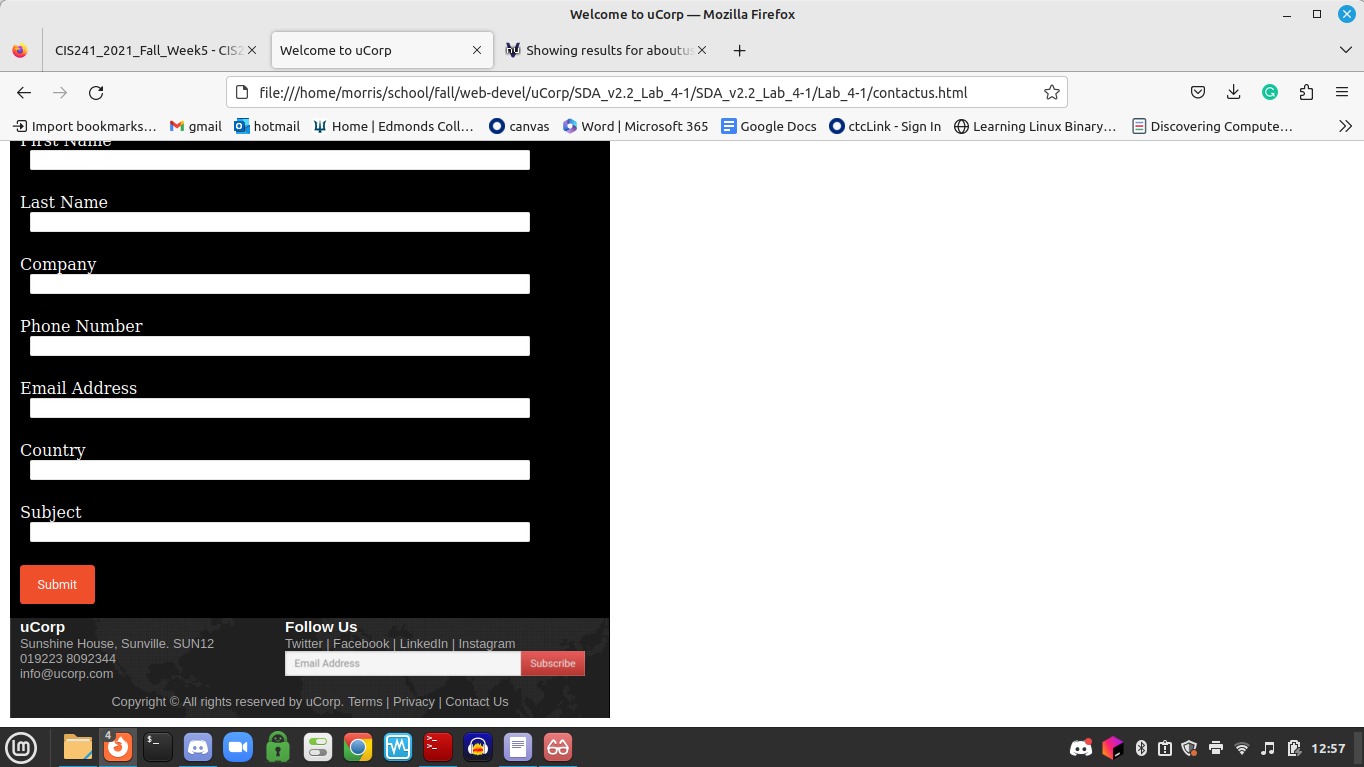 Welcome to uCorp — Mozilla Firefox
CIS241_2021_Fall_Week5 - CIS2
Welcome to uCorp
Showing results for aboutus
file:///home/morris/school/fall/web-devel/uCorp/SDA_v2.2_Lab_4-1/SDA_v2.2_Lab_4-1/Lab_4-1/contactus.html
Import bookmarks... gmail hotmail Home | Edmonds Coll... canvas Word | Microsoft 365 Google Docs ctcLink - Sign In Learning Linux Binary... Discovering Compute...
First Name
Last Name
Company
Phone Number
Email Address
Country
Subject
Submit
uCorp
Sunshine House, Sunville. SUN12
019223 8092344
info@ucorp.com
Follow Us
Twitter | Facebook | LinkedIn | Instagram
Email Address Subscribe
Copyright © All rights reserved by uCorp. Terms | Privacy | Contact Us
4
12:57